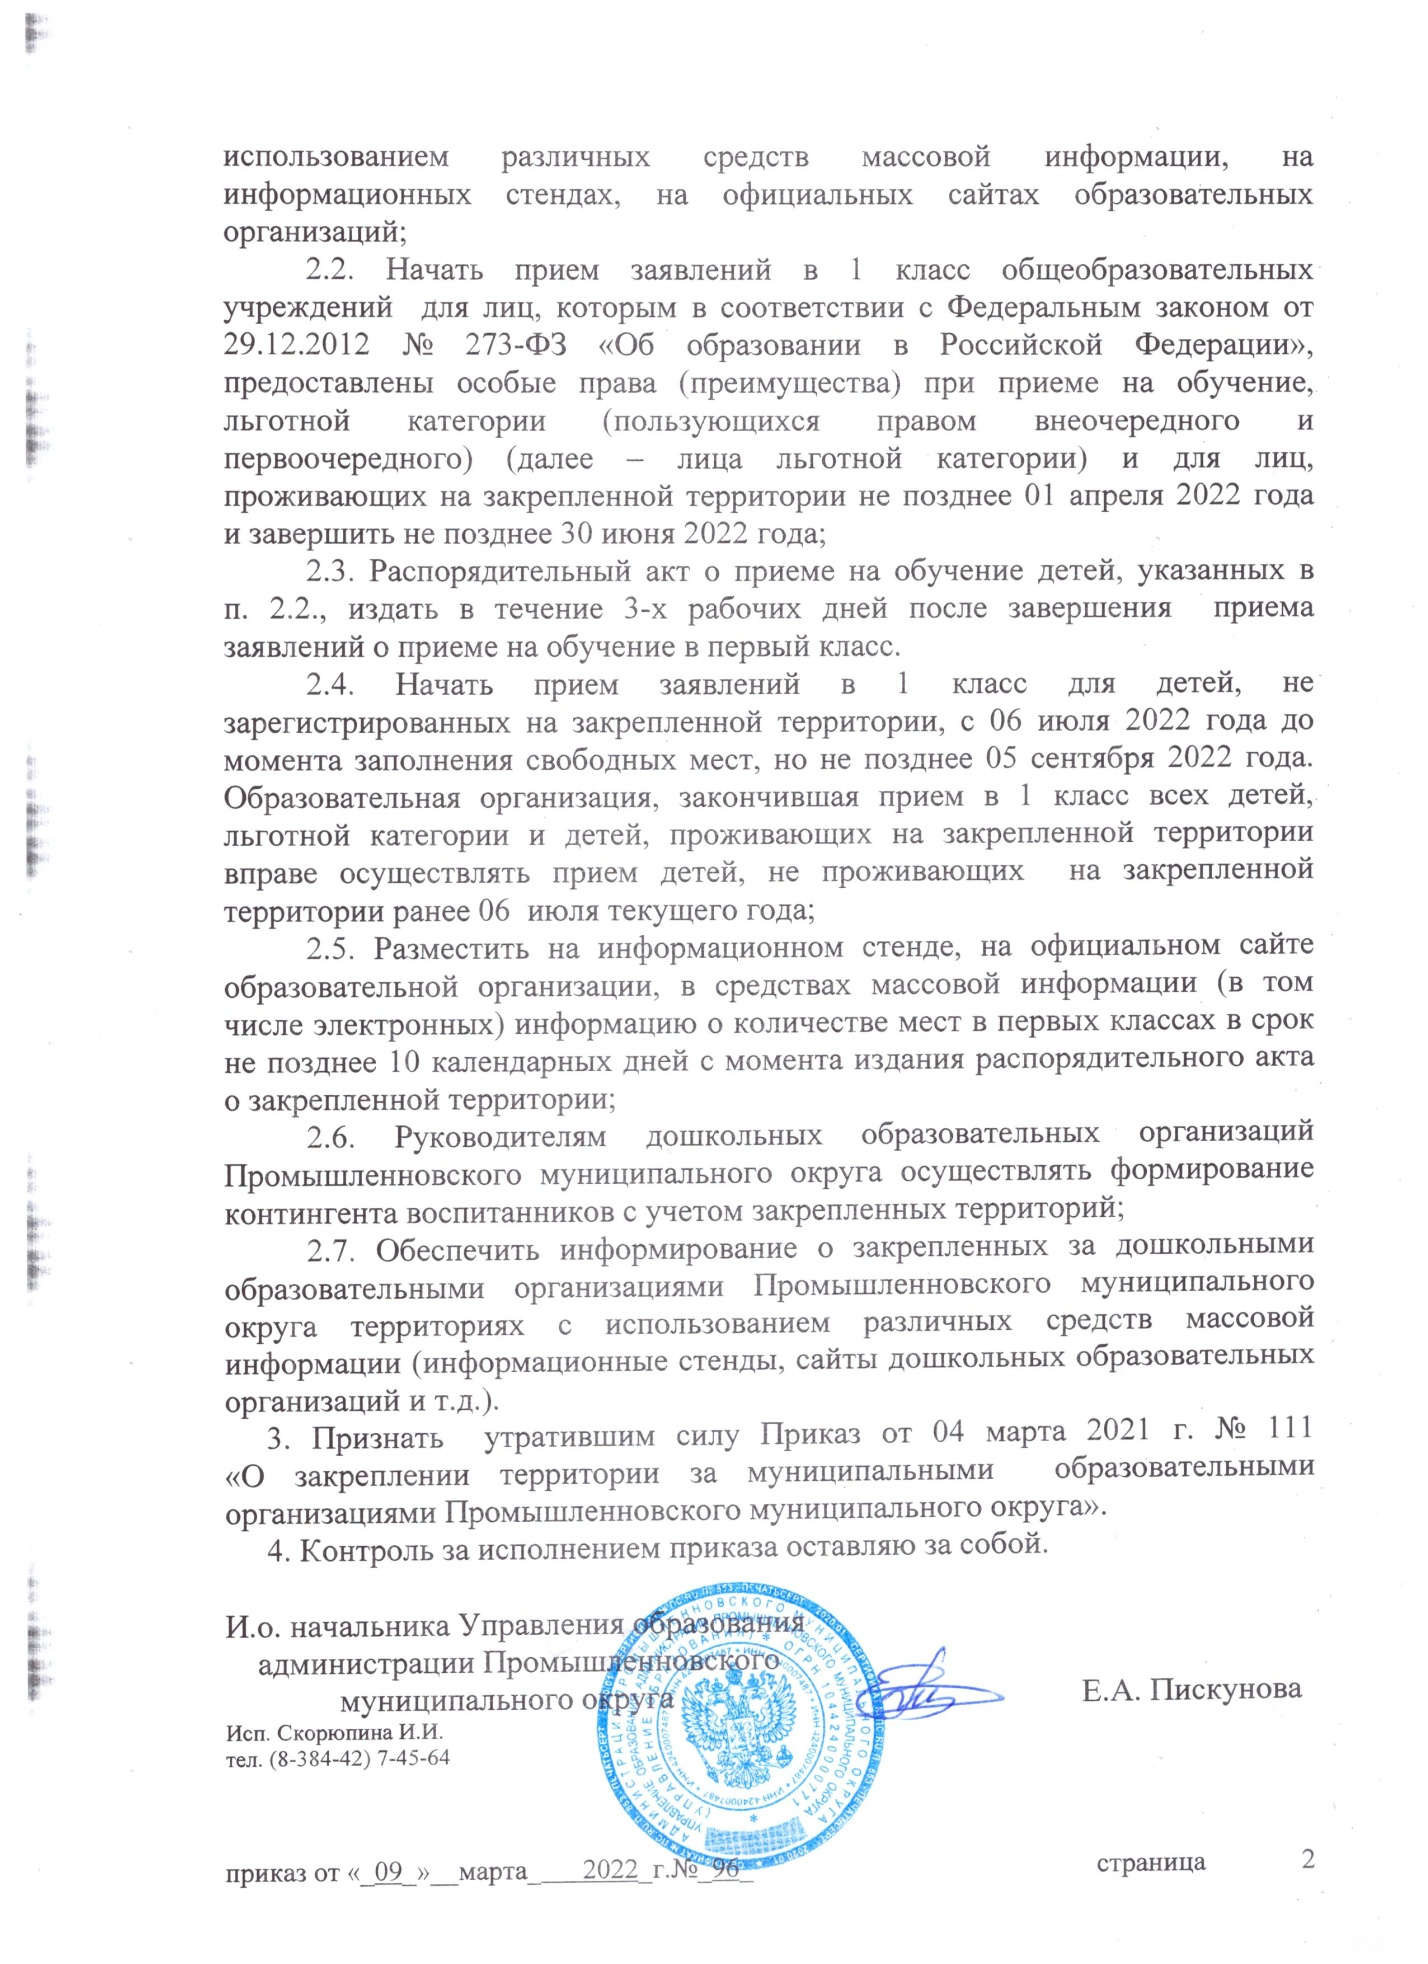 использованием различных средств массовой информации, на
информационных стендах, на официальных сайтах образовательных
организаций;
2.2. Начать прием заявлений в 1 класс общеобразовательных
учреждений для лиц, которым в соответствии с Федеральным законом от
29.12.2012 № 273-ФЗ «Об образовании в Российской Федерации»,
предоставлены особые права (преимущества) при приеме на обучение,
льготной категории (пользующихся правом внеочередного и
первоочередного) (далее – лица льготной категории) и для лиц,
проживающих на закрепленной территории не позднее 01 апреля 2022 года
и завершить не позднее 30 июня 2022 года;
2.3. Распорядительный акт о приеме на обучение детей, указанных в
п. 2.2., издать в течение 3-х рабочих дней после завершения приема
заявлений о приеме на обучение в первый класс.
2.4. Начать прием заявлений в 1 класс для детей, не
зарегистрированных на закрепленной территории, с 06 июля 2022 года до
момента заполнения свободных мест, но не позднее 05 сентября 2022 года.
Образовательная организация, закончившая прием в 1 класс всех детей,
льготной категории и детей, проживающих на закрепленной территории
вправе осуществлять прием детей, не проживающих на закрепленной
территории ранее 06 июля текущего года;
2.5. Разместить на информационном стенде, на официальном сайте
образовательной организации, в средствах массовой информации (в том
числе электронных) информацию о количестве мест в первых классах в срок
не позднее 10 календарных дней с момента издания распорядительного акта
о закрепленной территории;
2.6. Руководителям дошкольных образовательных организаций
Промышленновского муниципального округа осуществлять формирование
контингента воспитанников с учетом закрепленных территорий;
2.7. Обеспечить информирование о закрепленных за дошкольными
образовательными организациями Промышленновского муниципального
округа территориях с использованием различных средств массовой
информации (информационные стенды, сайты дошкольных образовательных
организаций и т.д.).
3. Признать утратившим силу Приказ от 04 марта 2021 г. № 111
«О закреплении территории за муниципальными образовательными
организациями Промышленновского муниципального округа».
4. Контроль за исполнением приказа оставляю за собой.
И.о. начальника Управления образования
администрации Промышленновского
муниципального округа
Е.А. Пискунова
Исп. Скорюпина И.И.
тел. (8-384-42) 7-45-64
приказ от «_09_»__марта____2022_г.№_96_
страница 2